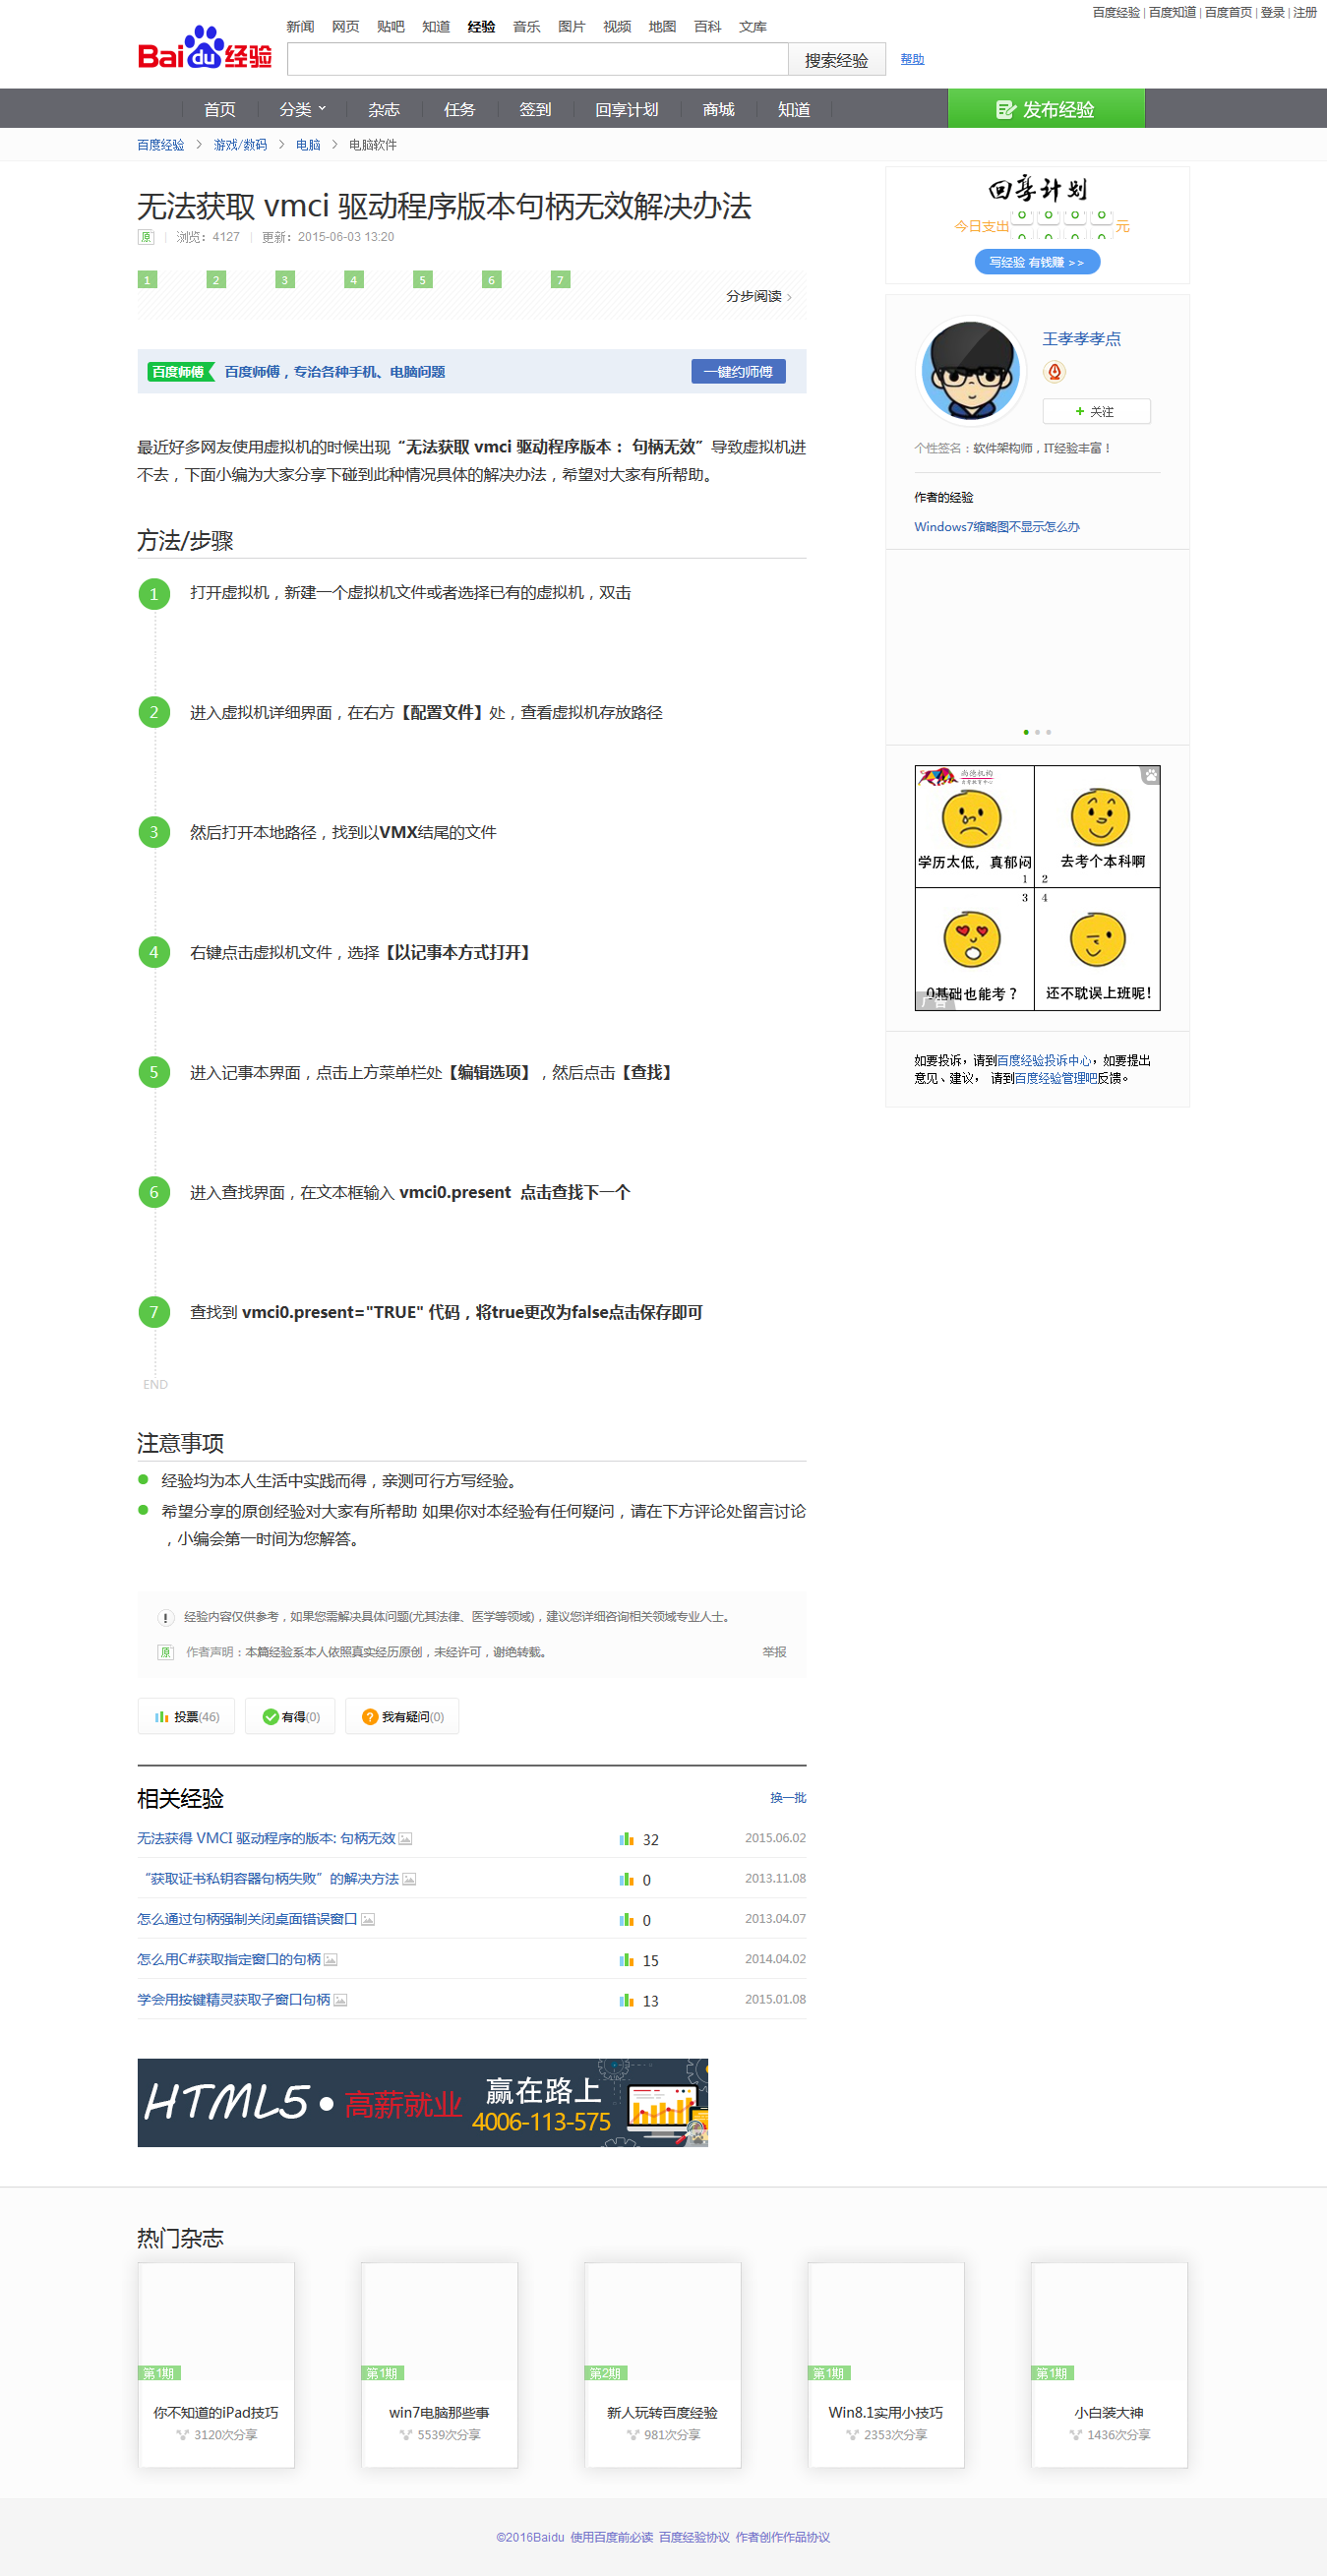 百度经验 | 百度知道 | 百度首页 | 登录 | 注册
新闻 网页 贴吧 知道 经验 音乐 图片 视频 地图 百科 文库
Bai du 经验
搜索经验 帮助
首页 分类 杂志 任务 签到 回享计划 商城 知道 发布经验
百度经验 > 游戏/数码 > 电脑 > 电脑软件
无法获取 vmci 驱动程序版本句柄无效解决办法
原 | 浏览：4127 | 更新：2015-06-03 13:20
1 2 3 4 5 6 7
分步阅读 >
百度师傅 百度师傅，专治各种手机、电脑问题 一键约师傅
最近好多网友使用虚拟机的时候出现“无法获取 vmci 驱动程序版本： 句柄无效”导致虚拟机进
不去，下面小编为大家分享下碰到此种情况具体的解决办法，希望对大家有所帮助。
方法/步骤
1 打开虚拟机，新建一个虚拟机文件或者选择已有的虚拟机，双击
2 进入虚拟机详细界面，在右方【配置文件】处，查看虚拟机存放路径
3 然后打开本地路径，找到以VMX结尾的文件
4 右键点击虚拟机文件，选择【以记事本方式打开】
5 进入记事本界面，点击上方菜单栏处【编辑选项】，然后点击【查找】
6 进入查找界面，在文本框输入 vmci0.present 点击查找下一个
7 查找到 vmci0.present="TRUE" 代码，将true更改为false点击保存即可
END
注意事项
经验均为本人生活中实践而得，亲测可行方写经验。
希望分享的原创经验对大家有所帮助 如果你对本经验有任何疑问，请在下方评论处留言讨论
，小编会第一时间为您解答。
经验内容仅供参考，如果您需解决具体问题(尤其法律、医学等领域)，建议您详细咨询相关领域专业人士。
原 作者声明：本篇经验系本人依照真实经历原创，未经许可，谢绝转载。 举报
投票(46) 有得(0) 我有疑问(0)
相关经验 换一批
无法获得 VMCI 驱动程序的版本: 句柄无效 32 2015.06.02
“获取证书私钥容器句柄失败”的解决方法 0 2013.11.08
怎么通过句柄强制关闭桌面错误窗口 0 2013.04.07
怎么用C#获取指定窗口的句柄 15 2014.04.02
学会用按键精灵获取子窗口句柄 13 2015.01.08
HTML5•高薪就业 赢在路上
4006-113-575
回享计划
今日支出 元
写经验 有钱赚 >>
王孝孝孝点
+ 关注
个性签名：软件架构师，IT经验丰富！
作者的经验
Windows7缩略图不显示怎么办
尚德机构
学历太低，真郁闷 1
去考个本科啊 2
0基础也能考？ 3
还不耽误上班呢！ 4
广告
如要投诉，请到百度经验投诉中心，如要提出
意见、建议， 请到百度经验管理吧反馈。
热门杂志
第1期 第1期 第2期 第1期 第1期
你不知道的iPad技巧 win7电脑那些事 新人玩转百度经验 Win8.1实用小技巧 小白装大神
3120次分享 5539次分享 981次分享 2353次分享 1436次分享
©2016Baidu 使用百度前必读 百度经验协议 作者创作作品协议